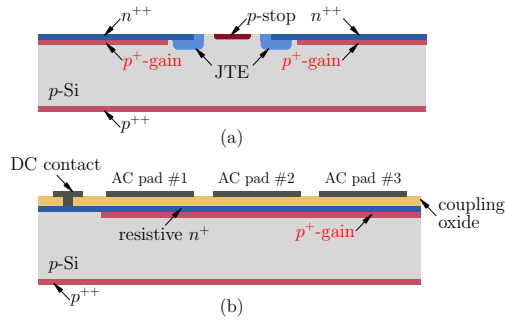 n⁺⁺ p-stop n⁺⁺
p⁺-gain JTE p⁺-gain
p-Si
p⁺⁺
(a)
DC contact
AC pad #1 AC pad #2 AC pad #3
coupling
oxide
resistive n⁺ p⁺-gain
p-Si
p⁺⁺
(b)